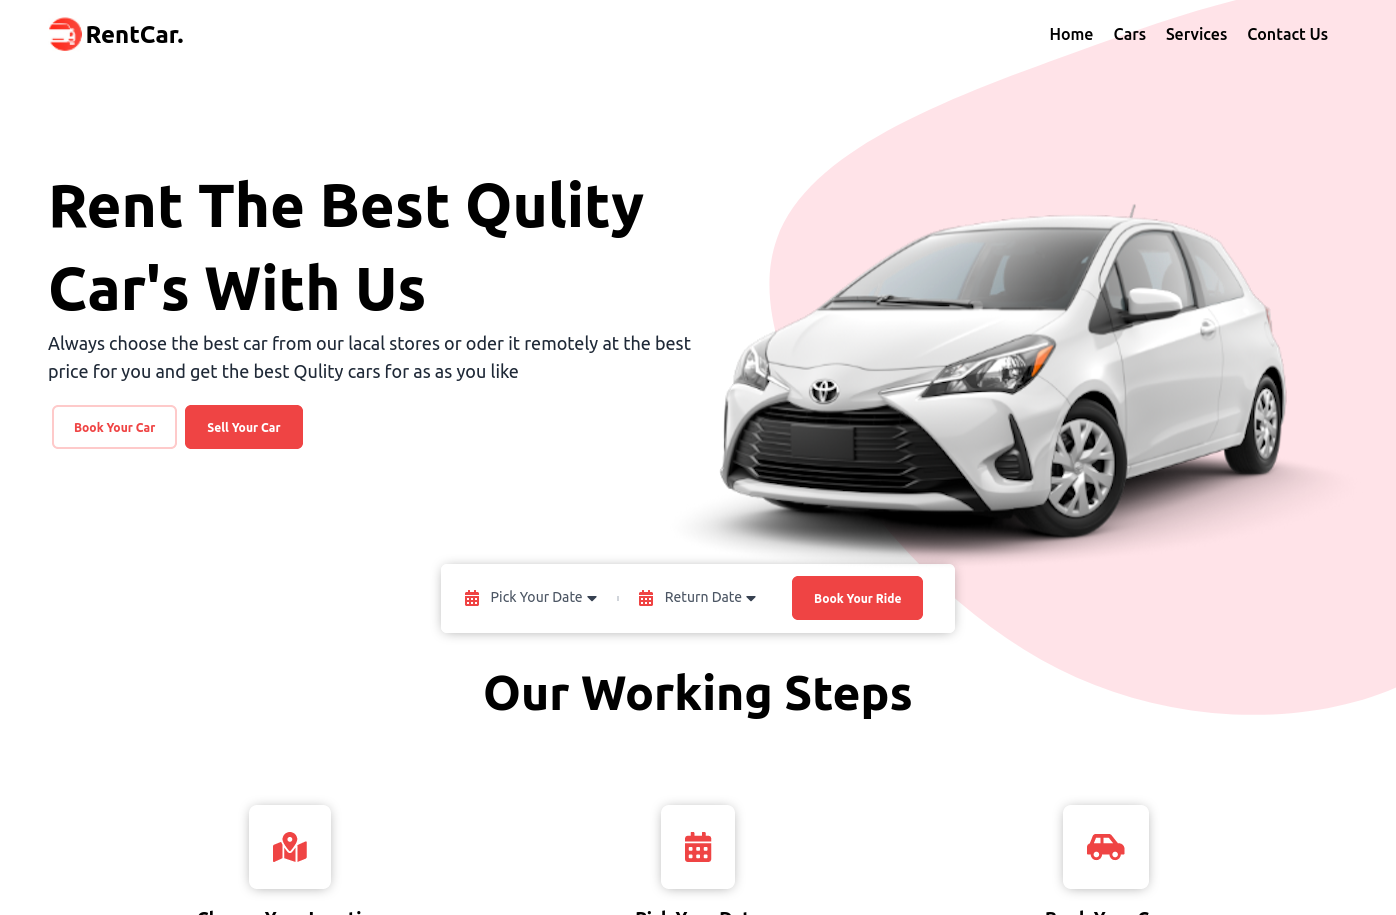 RentCar.
Home Cars Services Contact Us
Rent The Best Qulity
Car's With Us
Always choose the best car from our lacal stores or oder it remotely at the best
price for you and get the best Qulity cars for as as you like
Book Your Car Sell Your Car
Pick Your Date Return Date Book Your Ride
Our Working Steps